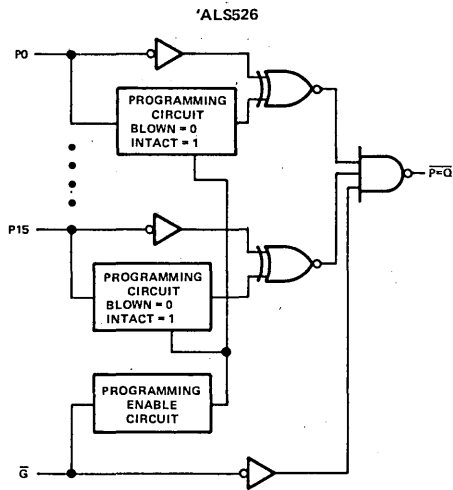 'ALS526
P0
PROGRAMMING
CIRCUIT
BLOWN = 0
INTACT = 1
P=Q
P15
PROGRAMMING
CIRCUIT
BLOWN = 0
INTACT = 1
PROGRAMMING
ENABLE
CIRCUIT
G